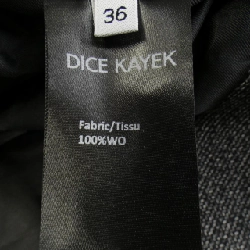 36
DICE KAYEK
Fabric/Tissu
100%WO